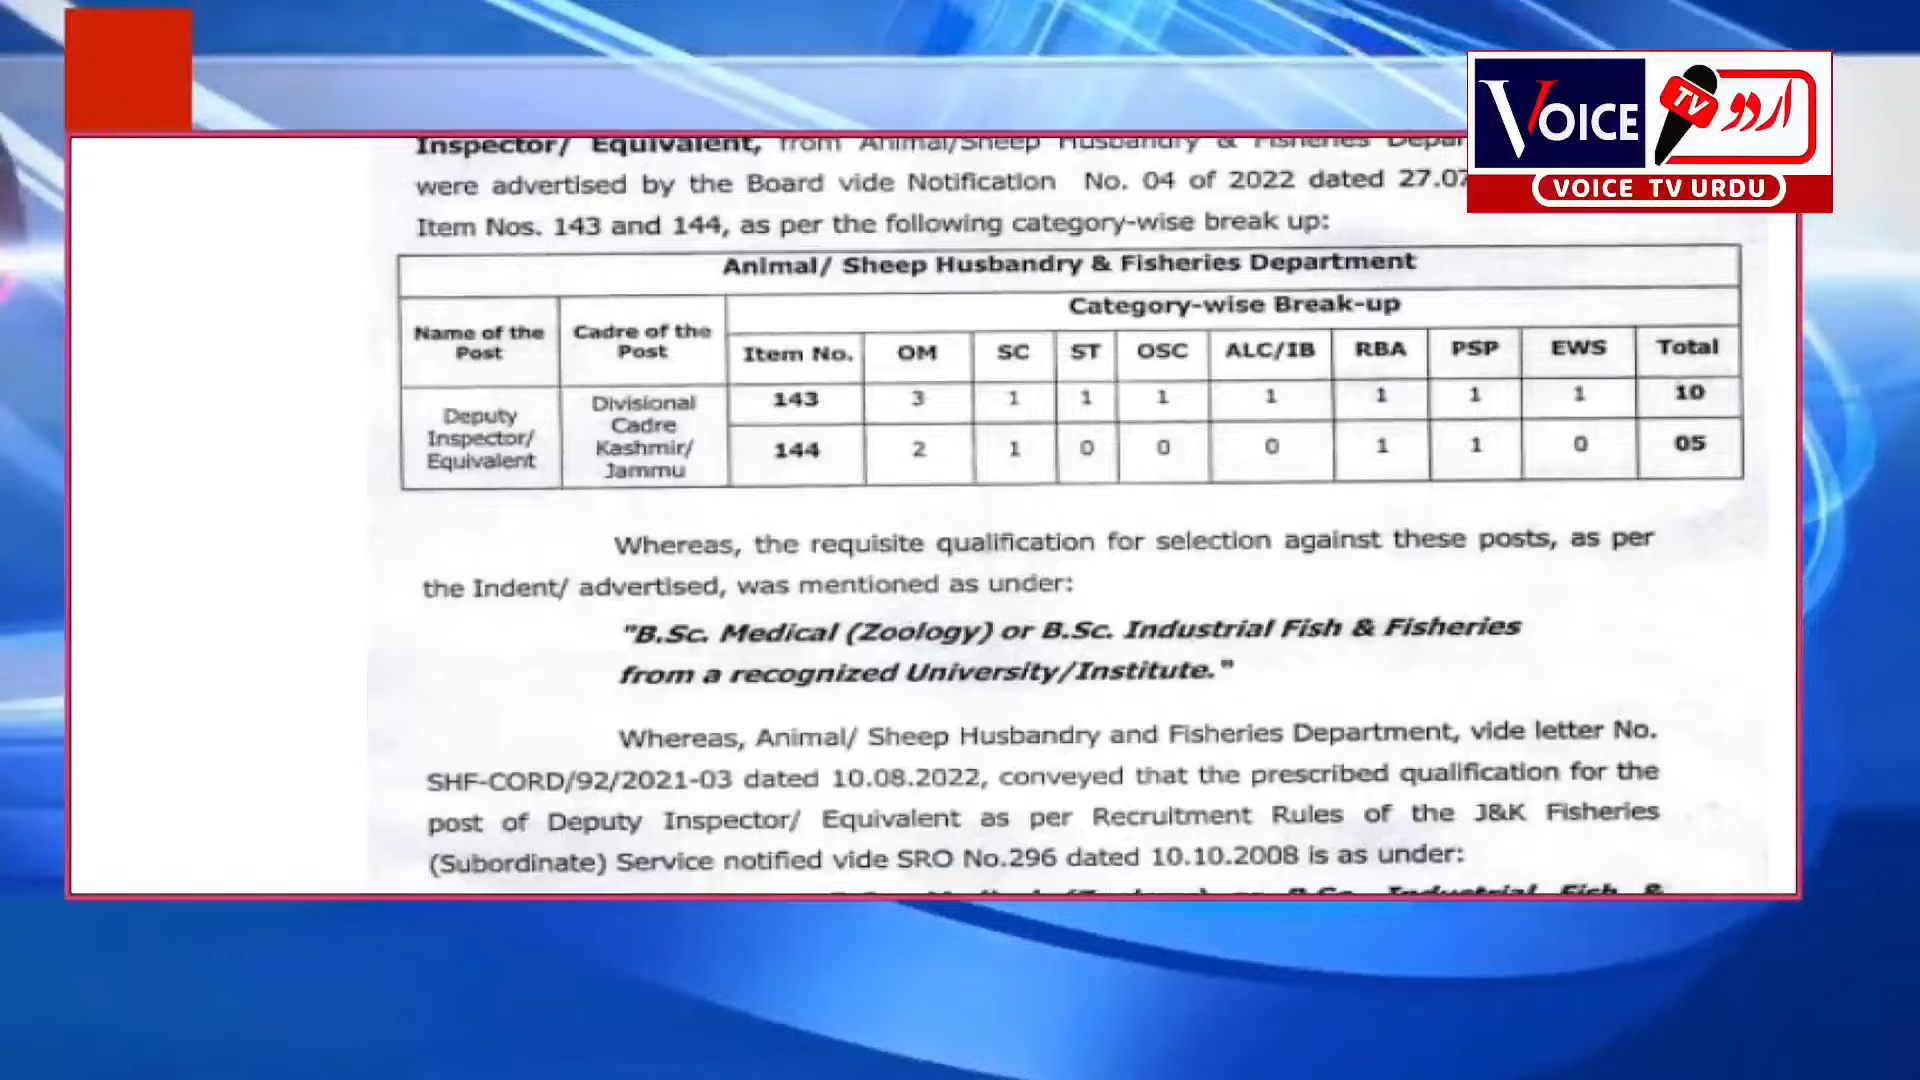 VOICE TV اردو
VOICE TV URDU
Inspector/ Equivalent, from Animal/Sheep Husbandry & Fisheries
were advertised by the Board vide Notification No. 04 of 2022 dated
Item Nos. 143 and 144, as per the following category-wise break up:
Animal/ Sheep Husbandry & Fisheries Department
Name of the Post
Cadre of the Post
Category-wise Break-up
Item No. OM SC ST OSC ALC/IB RBA PSP EWS Total
Deputy Inspector/ Equivalent
Divisional Cadre Kashmir/ Jammu
143 3 1 1 1 1 1 1 1 10
144 2 1 0 0 0 1 1 0 05
Whereas, the requisite qualification for selection against these posts, as per
the Indent/ advertised, was mentioned as under:
"B.Sc. Medical (Zoology) or B.Sc. Industrial Fish & Fisheries
from a recognized University/Institute."
Whereas, Animal/ Sheep Husbandry and Fisheries Department, vide letter No.
SHF-CORD/92/2021-03 dated 10.08.2022, conveyed that the prescribed qualification for the
post of Deputy Inspector/ Equivalent as per Recruitment Rules of the J&K Fisheries
(Subordinate) Service notified vide SRO No.296 dated 10.10.2008 is as under: